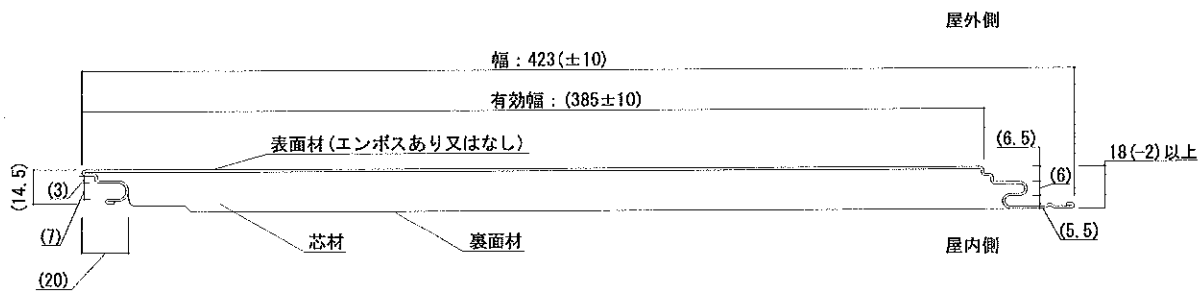 屋外側
幅：423(±10)
有効幅：(385±10)
表面材(エンボスあり又はなし)
(6.5)
18(-2)以上
(14.5)
(3)
(6)
(7)
芯材
裏面材
(5.5)
屋内側
(20)